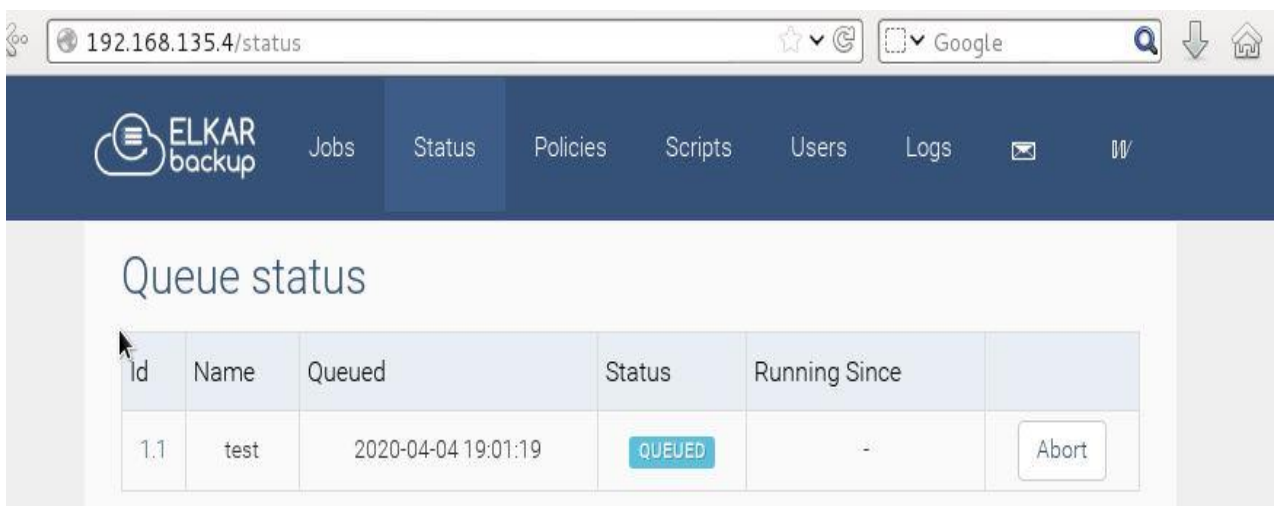 192.168.135.4/status
Google
ELKAR
backup
Jobs Status Policies Scripts Users Logs
Queue status
Id Name Queued Status Running Since
1.1 test 2020-04-04 19:01:19 QUEUED - Abort